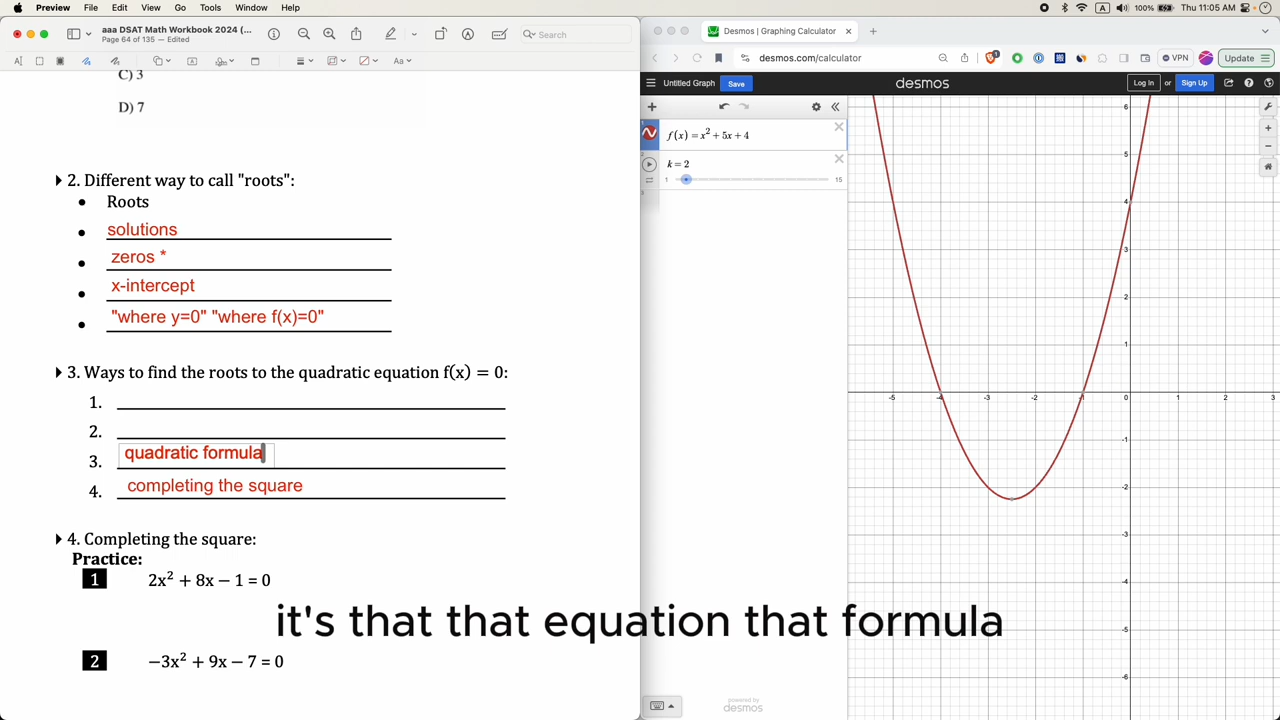 Preview File Edit View Go Tools Window Help
100% Thu 11:05 AM
aaa DSAT Math Workbook 2024 (...
Page 64 of 135 – Edited
Search
Aa
Desmos | Graphing Calculator
desmos.com/calculator
VPN
Update
Untitled Graph
Save
desmos
Log In or Sign Up
C) 3
D) 7
2. Different way to call "roots":
• Roots
• solutions
• zeros *
• x-intercept
• "where y=0" "where f(x)=0"
3. Ways to find the roots to the quadratic equation f(x) = 0:
1.
2.
3. quadratic formula
4. completing the square
4. Completing the square:
Practice:
1 2x² + 8x − 1 = 0
2 −3x² + 9x − 7 = 0
1
f(x) = x² + 5x + 4
2
k = 2
1 15
3
6
5
4
3
2
1
-5 -4 -3 -2 -1 0 1 2 3
-1
-2
-3
-4
-5
-6
powered by
desmos
it's that that equation that formula